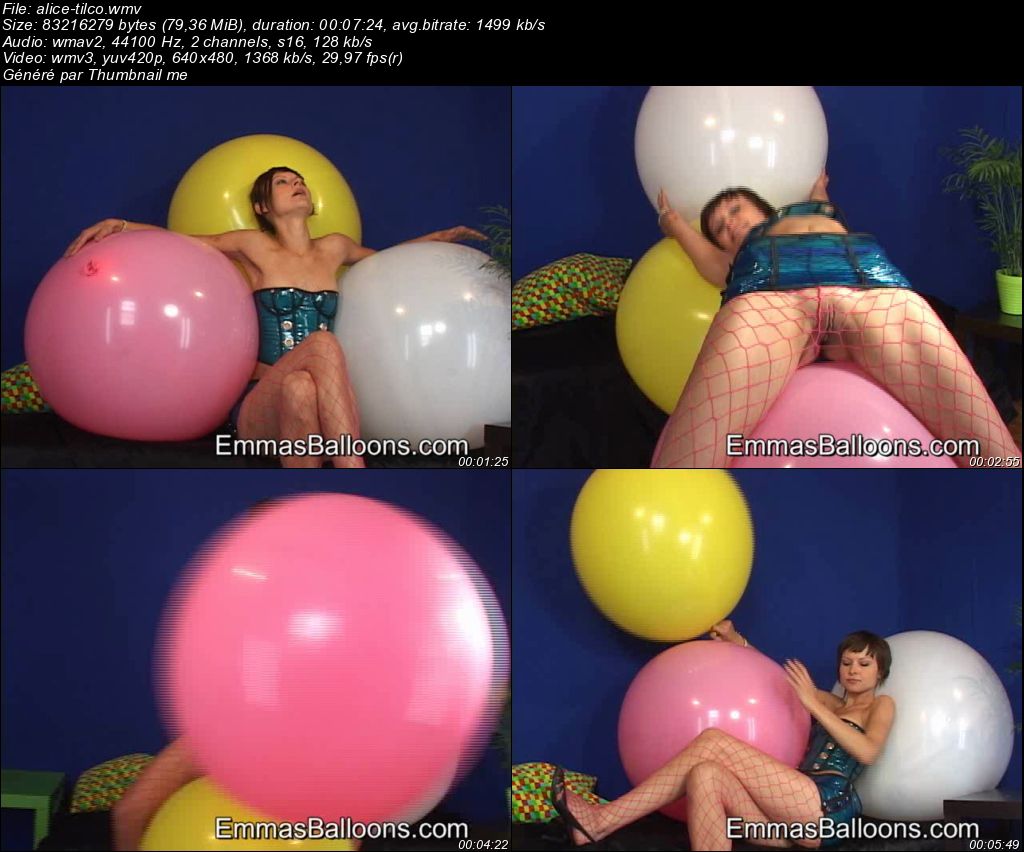 File: alice-tilco.wmv
Size: 83216279 bytes (79,36 MiB), duration: 00:07:24, avg.bitrate: 1499 kb/s
Audio: wmav2, 44100 Hz, 2 channels, s16, 128 kb/s
Video: wmv3, yuv420p, 640x480, 1368 kb/s, 29,97 fps(r)
Généré par Thumbnail me
EmmasBalloons.com
00:01:25
EmmasBalloons.com
00:02:55
EmmasBalloons.com
00:04:22
EmmasBalloons.com
00:05:49